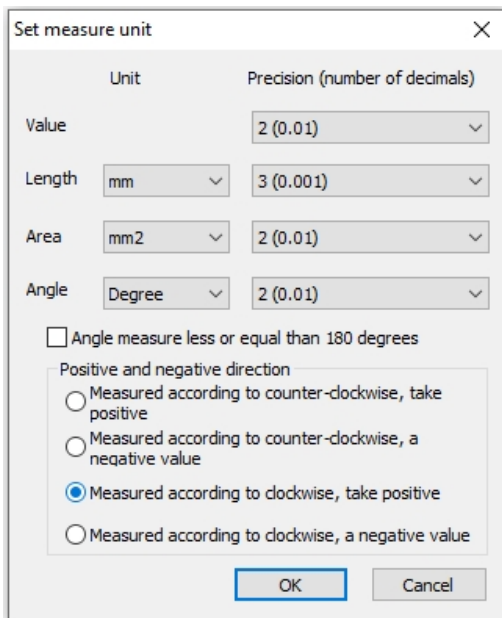 Set measure unit
Unit Precision (number of decimals)
Value 2 (0.01)
Length mm 3 (0.001)
Area mm2 2 (0.01)
Angle Degree 2 (0.01)
Angle measure less or equal than 180 degrees
Positive and negative direction
Measured according to counter-clockwise, take
positive
Measured according to counter-clockwise, a
negative value
Measured according to clockwise, take positive
Measured according to clockwise, a negative value
OK Cancel